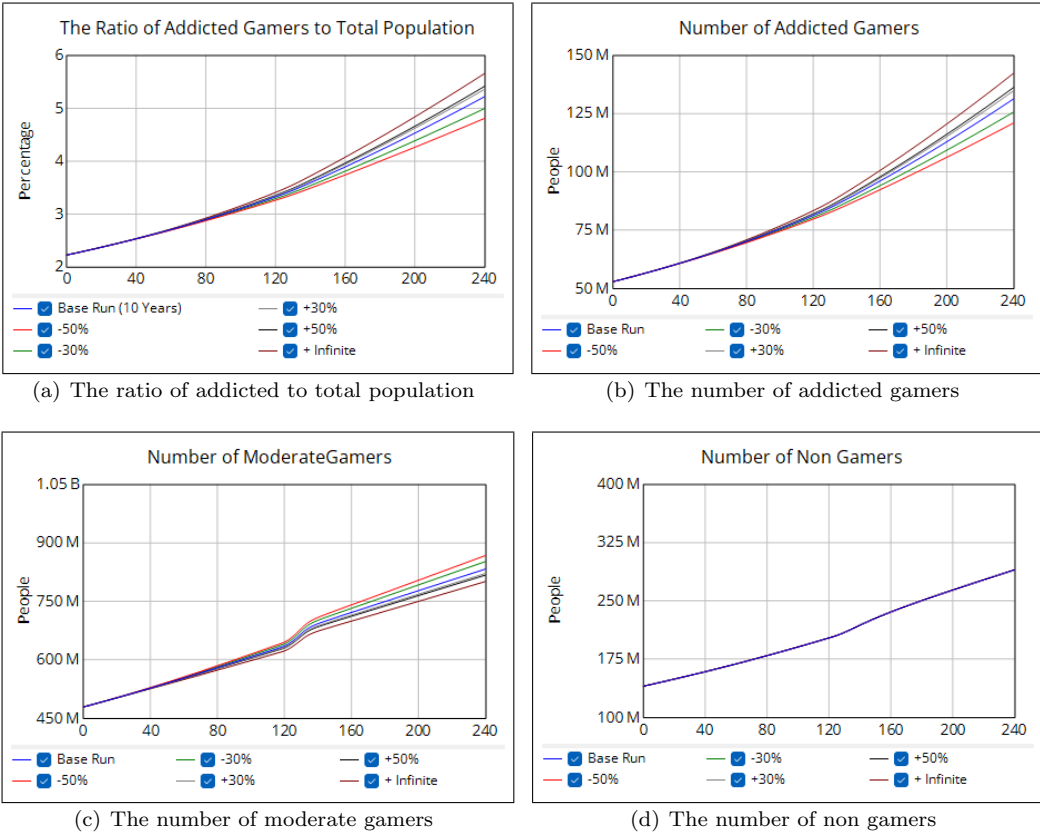 The Ratio of Addicted Gamers to Total Population
6
5
4
3
2
Percentage
0 40 80 120 160 200 240
Base Run (10 Years) +30%
-50% +50%
-30% + Infinite
(a) The ratio of addicted to total population
Number of Addicted Gamers
150 M
125 M
100 M
75 M
50 M
People
0 40 80 120 160 200 240
Base Run -30% +50%
-50% +30% + Infinite
(b) The number of addicted gamers
Number of ModerateGamers
1.05 B
900 M
750 M
600 M
450 M
People
0 40 80 120 160 200 240
Base Run -30% +50%
-50% +30% + Infinite
(c) The number of moderate gamers
Number of Non Gamers
400 M
325 M
250 M
175 M
100 M
People
0 40 80 120 160 200 240
Base Run -30% +50%
-50% +30% + Infinite
(d) The number of non gamers